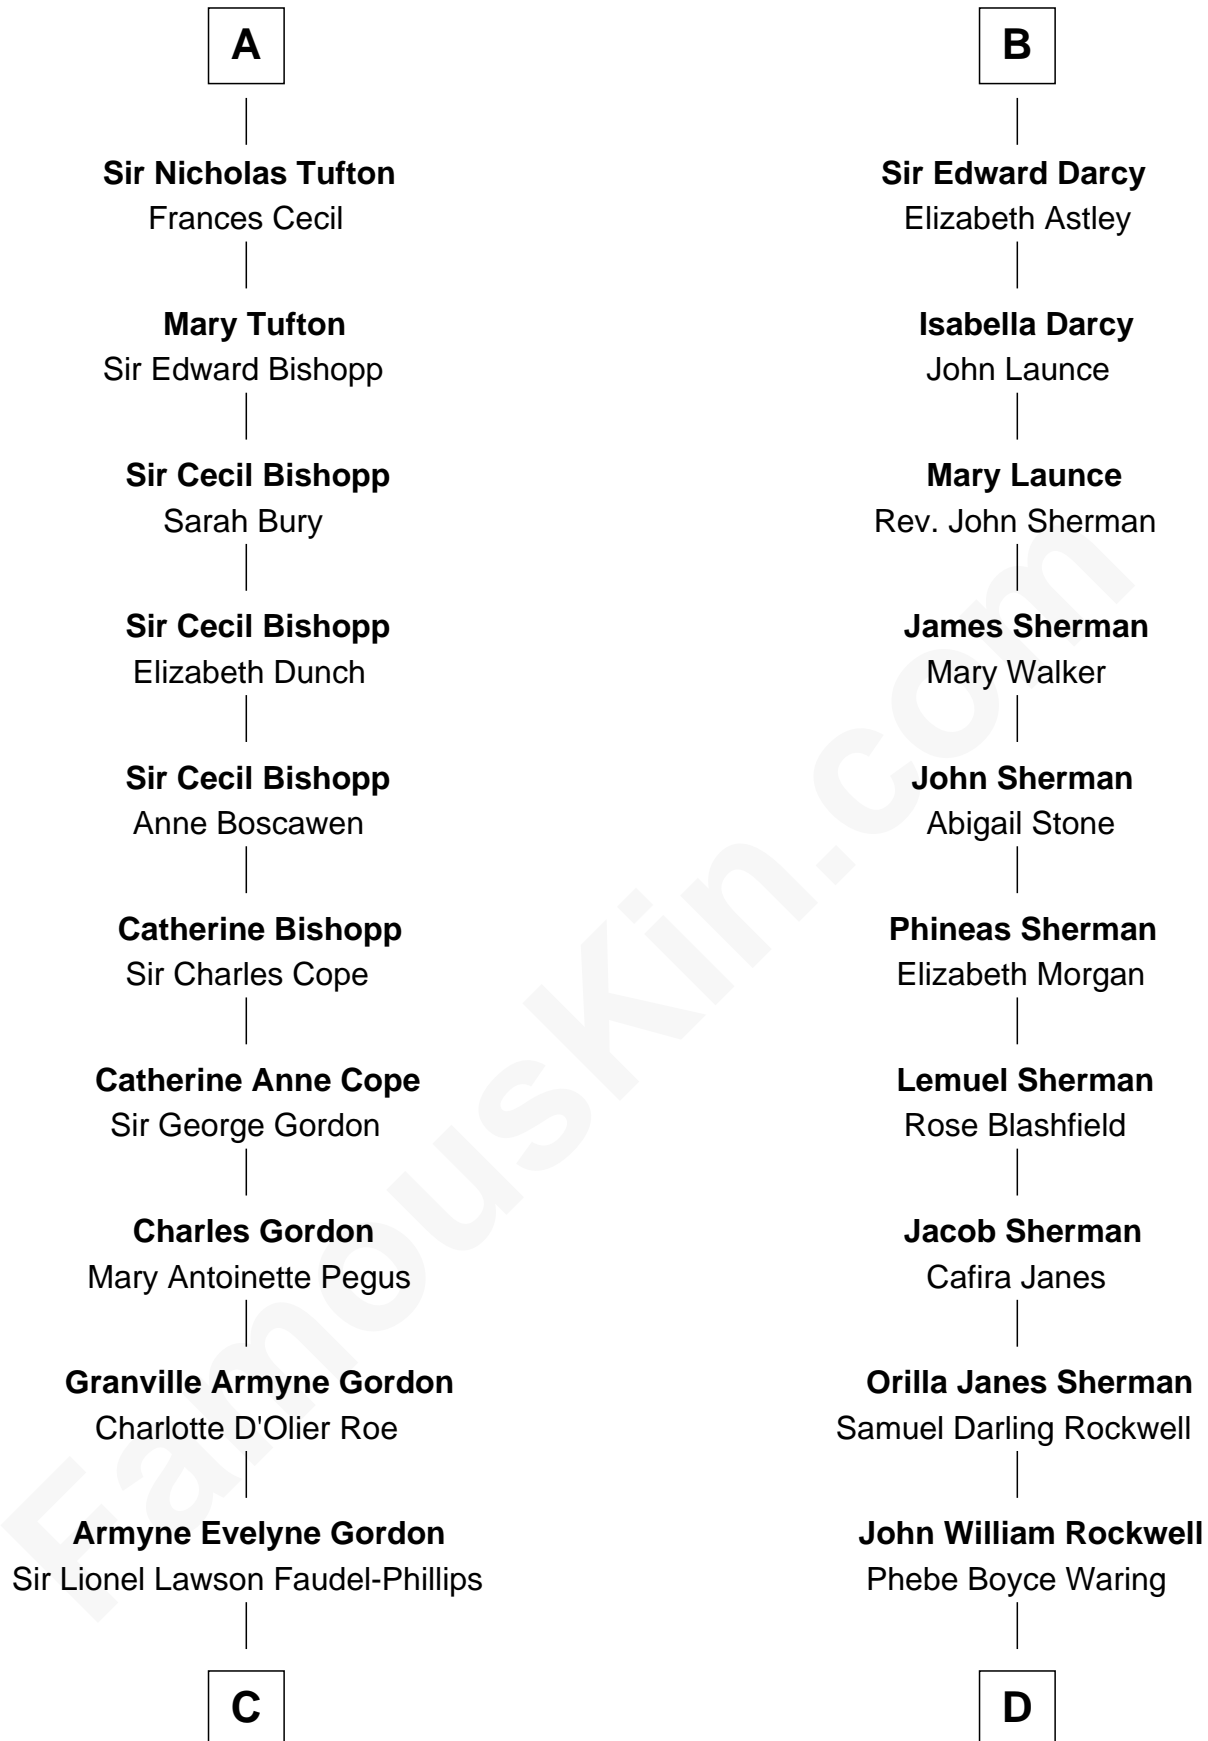 A
Sir Nicholas Tufton
Frances Cecil
Mary Tufton
Sir Edward Bishopp
Sir Cecil Bishopp
Sarah Bury
Sir Cecil Bishopp
Elizabeth Dunch
Sir Cecil Bishopp
Anne Boscawen
Catherine Bishopp
Sir Charles Cope
Catherine Anne Cope
Sir George Gordon
Charles Gordon
Mary Antoinette Pegus
Granville Armyne Gordon
Charlotte D'Olier Roe
Armyne Evelyne Gordon
Sir Lionel Lawson Faudel-Phillips
C
B
Sir Edward Darcy
Elizabeth Astley
Isabella Darcy
John Launce
Mary Launce
Rev. John Sherman
James Sherman
Mary Walker
John Sherman
Abigail Stone
Phineas Sherman
Elizabeth Morgan
Lemuel Sherman
Rose Blashfield
Jacob Sherman
Cafira Janes
Orilla Janes Sherman
Samuel Darling Rockwell
John William Rockwell
Phebe Boyce Waring
D
FamousKin.com